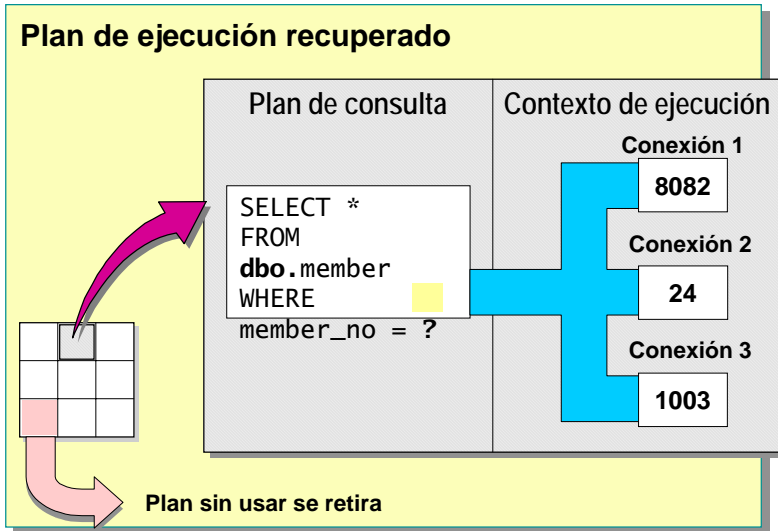 Plan de ejecución recuperado
Plan de consulta
Contexto de ejecución
SELECT *
FROM
dbo.member
WHERE
member_no = ?
Conexión 1
8082
Conexión 2
24
Conexión 3
1003
Plan sin usar se retira